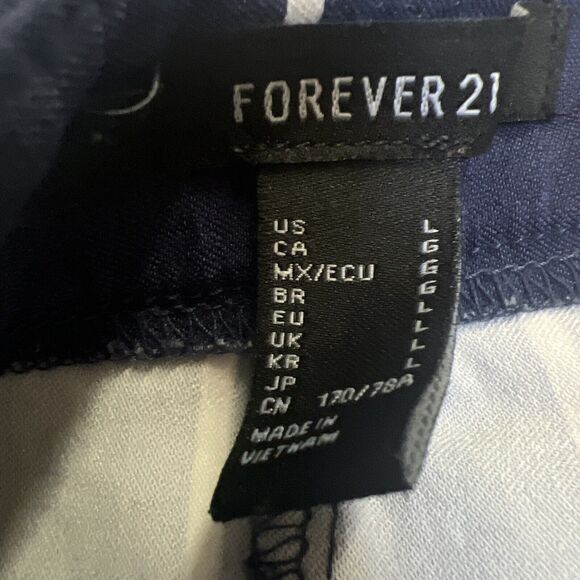 FOREVER 21
US L
CA G
MX/ECU G
BR G
EU L
UK L
KR L
JP L
CN 170/78A
MADE IN
VIETNAM